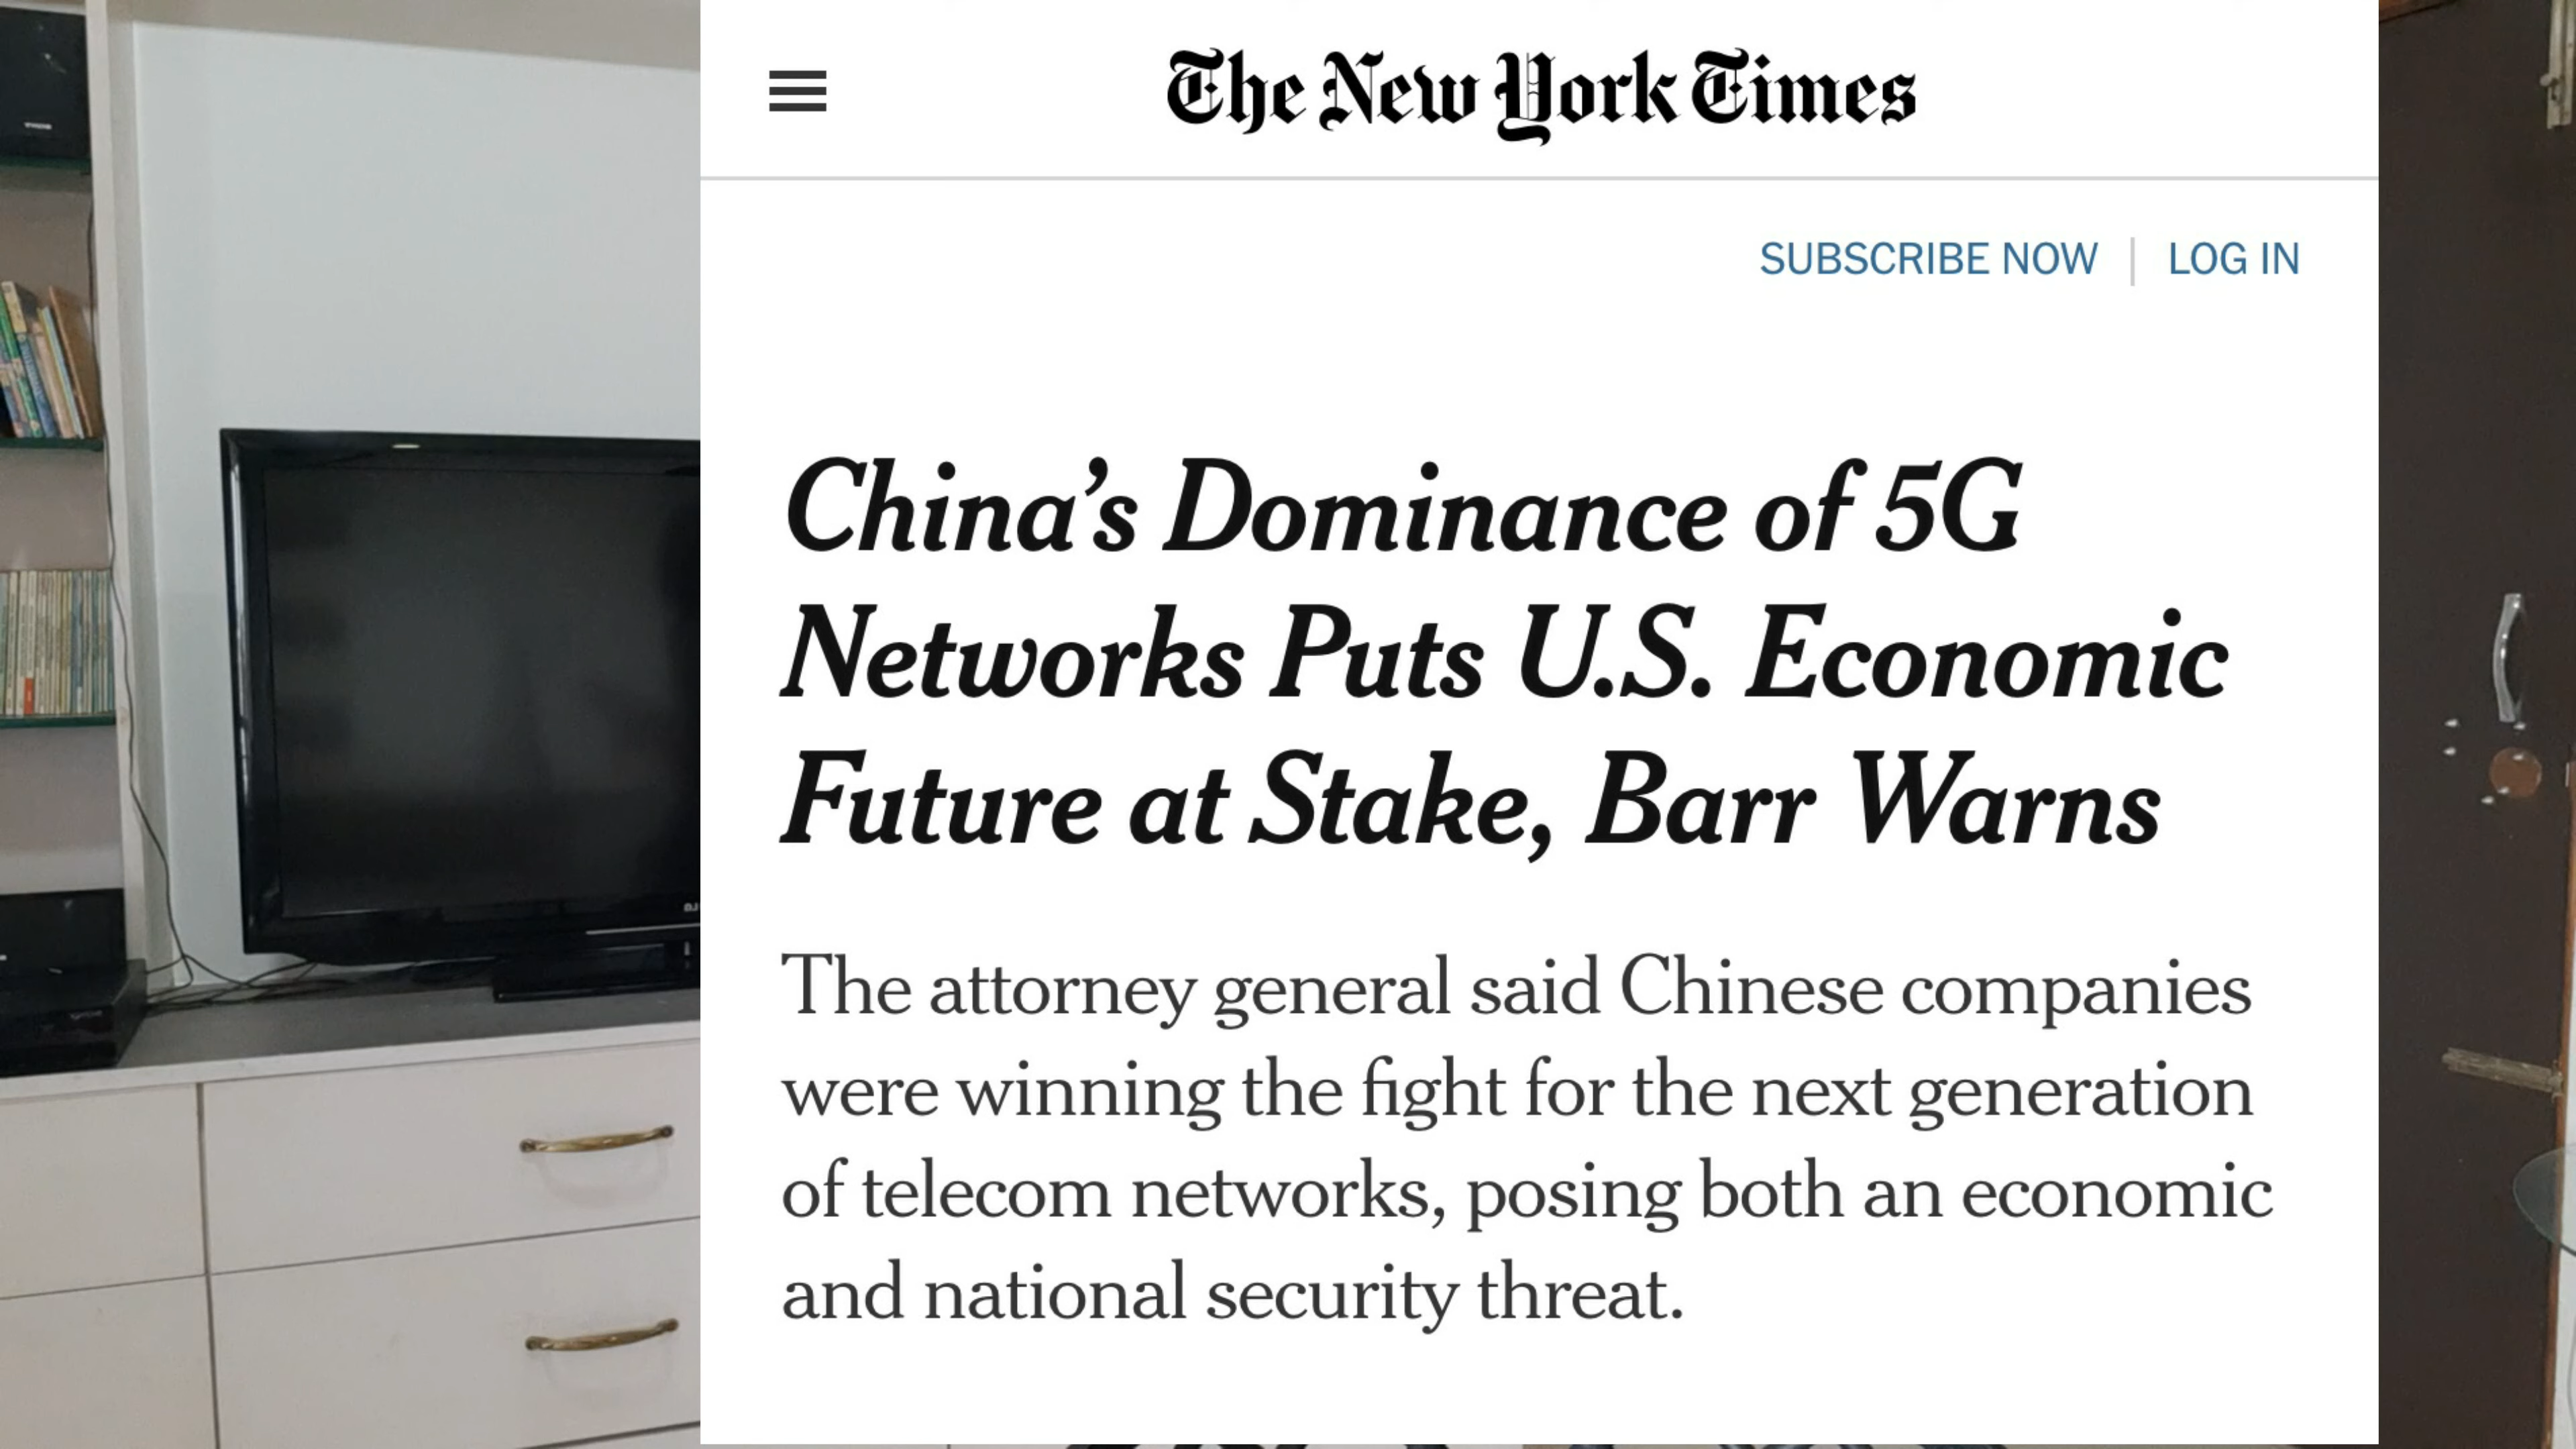 The New York Times
SUBSCRIBE NOW | LOG IN
China’s Dominance of 5G
Networks Puts U.S. Economic
Future at Stake, Barr Warns
The attorney general said Chinese companies
were winning the fight for the next generation
of telecom networks, posing both an economic
and national security threat.